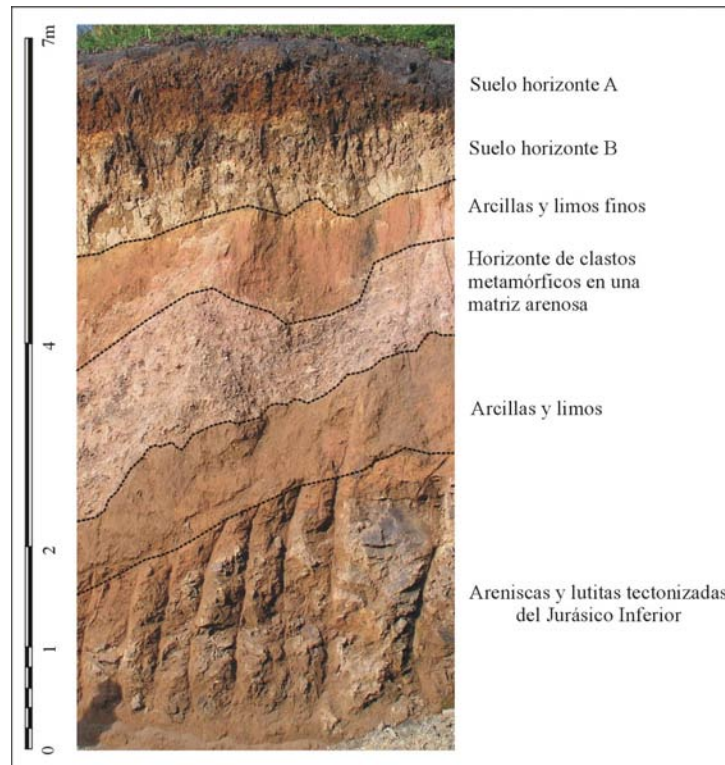 7m
Suelo horizonte A
Suelo horizonte B
Arcillas y limos finos
Horizonte de clastos
metamórficos en una
matriz arenosa
4
Arcillas y limos
2
Areniscas y lutitas tectonizadas
del Jurásico Inferior
1
0